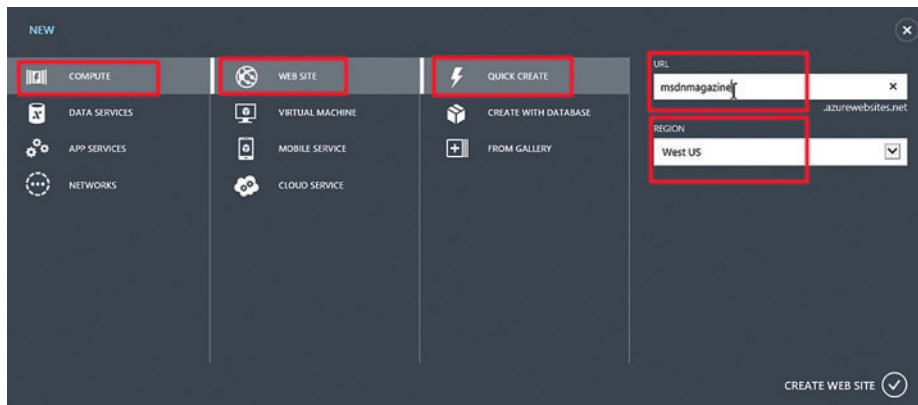 NEW
COMPUTE
DATA SERVICES
APP SERVICES
NETWORKS
WEB SITE
VIRTUAL MACHINE
MOBILE SERVICE
CLOUD SERVICE
QUICK CREATE
CREATE WITH DATABASE
FROM GALLERY
URL
msdnmagazine
.azurewebsites.net
REGION
West US
CREATE WEB SITE